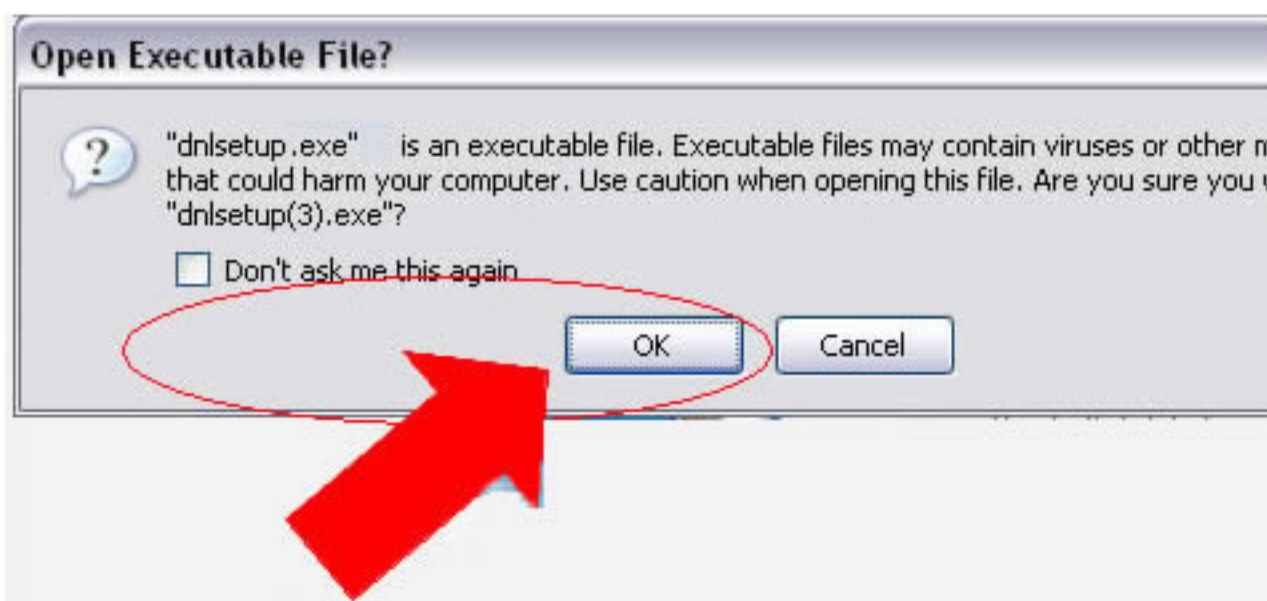 Open Executable File?
"dnlsetup.exe" is an executable file. Executable files may contain viruses or other
that could harm your computer. Use caution when opening this file. Are you sure you
"dnlsetup(3).exe"?
Don't ask me this again
OK
Cancel